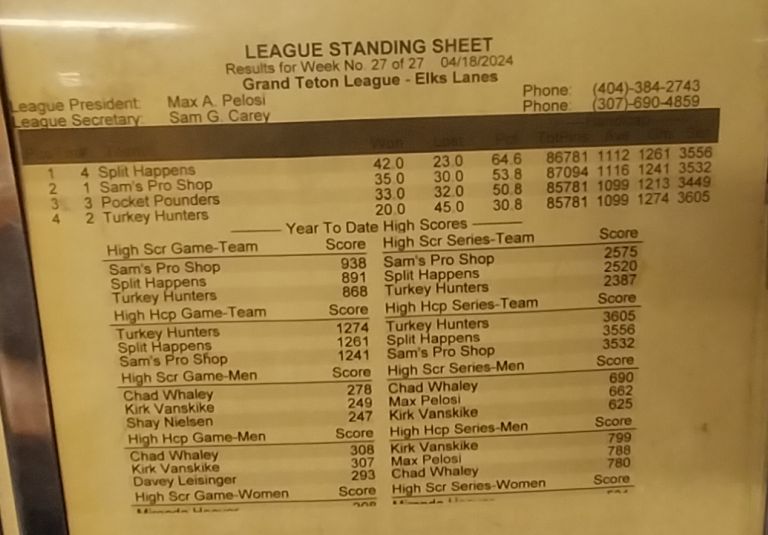 LEAGUE STANDING SHEET
Results for Week No. 27 of 27 04/18/2024
Grand Teton League - Elks Lanes
League President: Max A. Pelosi Phone: (404)-384-2743
League Secretary: Sam G. Carey Phone: (307)-690-4859
Won Lost
1 4 Split Happens 42.0 23.0 64.6 86781 1112 1261 3556
2 1 Sam's Pro Shop 35.0 30.0 53.8 87094 1116 1241 3532
3 3 Pocket Pounders 33.0 32.0 50.8 85781 1099 1213 3449
4 2 Turkey Hunters 20.0 45.0 30.8 85781 1099 1274 3605
Year To Date High Scores
High Scr Game-Team Score High Scr Series-Team Score
Sam's Pro Shop 938 Sam's Pro Shop 2575
Split Happens 891 Split Happens 2520
Turkey Hunters 868 Turkey Hunters 2387
High Hcp Game-Team Score High Hcp Series-Team Score
Turkey Hunters 1274 Turkey Hunters 3605
Split Happens 1261 Split Happens 3556
Sam's Pro Shop 1241 Sam's Pro Shop 3532
High Scr Game-Men Score High Scr Series-Men Score
Chad Whaley 278 Chad Whaley 690
Kirk Vanskike 249 Max Pelosi 662
Shay Nielsen 247 Kirk Vanskike 625
High Hcp Game-Men Score High Hcp Series-Men Score
Chad Whaley 308 Kirk Vanskike 799
Kirk Vanskike 307 Max Pelosi 788
Davey Leisinger 293 Chad Whaley 780
High Scr Game-Women Score High Scr Series-Women Score